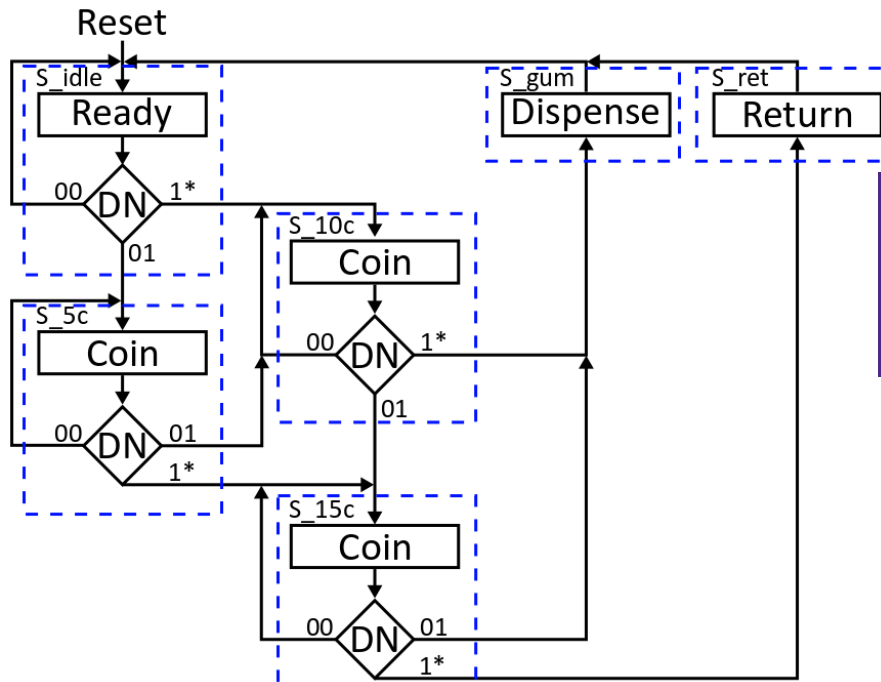 Reset
S_idle
Ready
DN
00
1*
01
S_gum
Dispense
S_ret
Return
S_10c
Coin
DN
00
1*
01
S_5c
Coin
DN
00
01
1*
S_15c
Coin
DN
00
01
1*